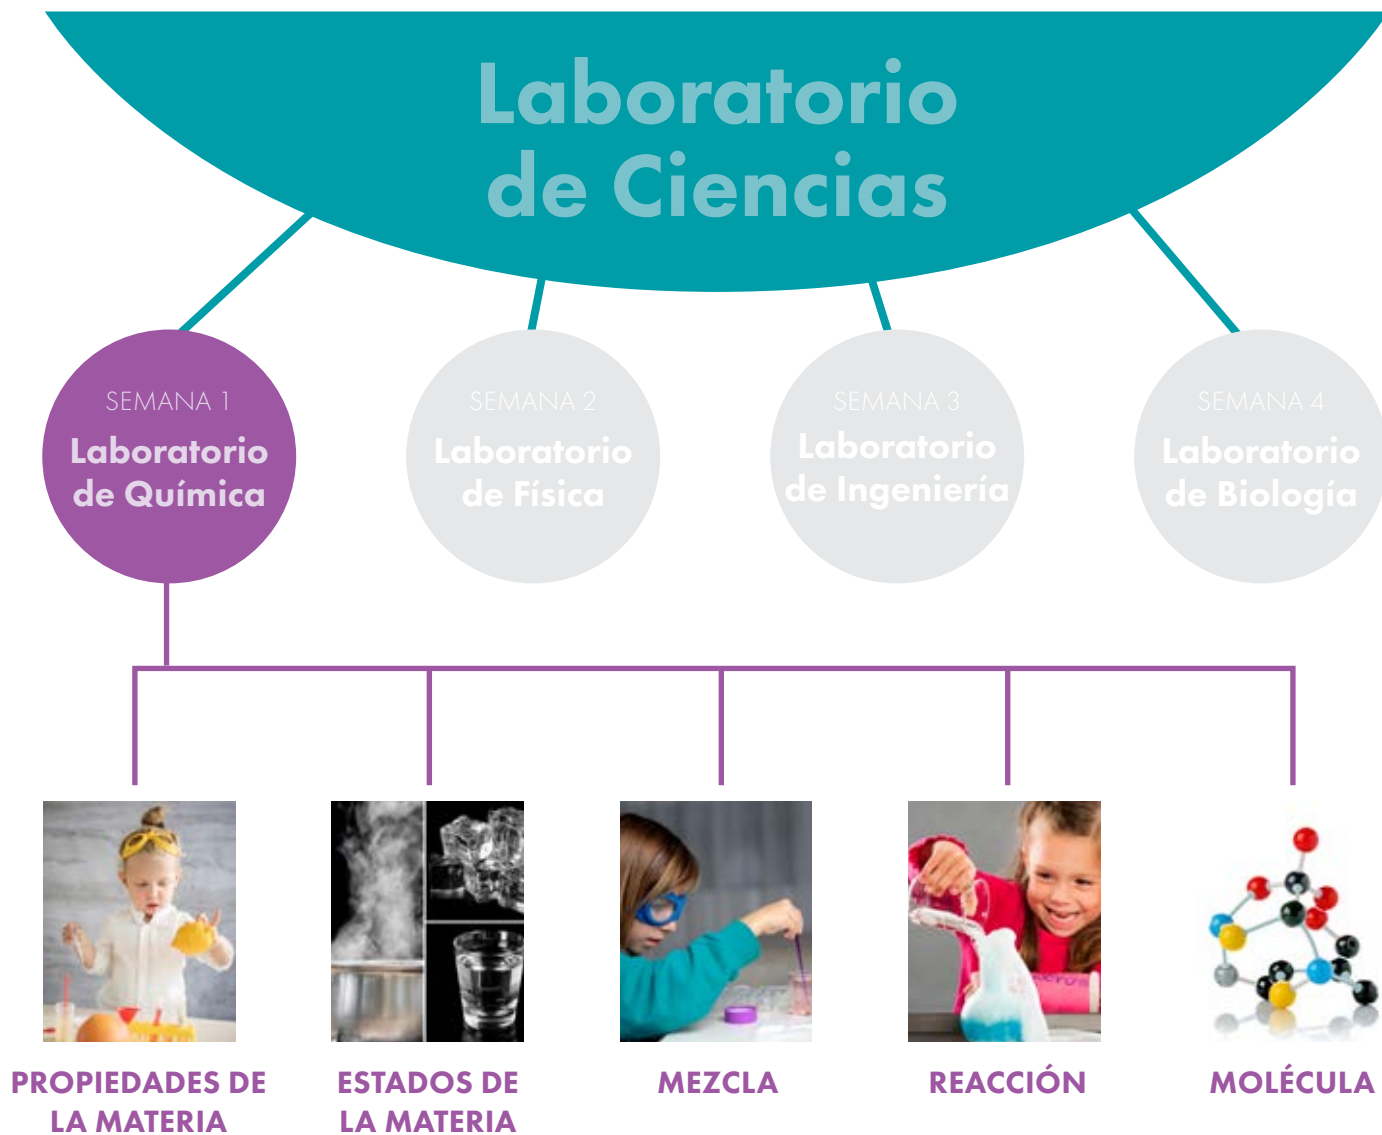 Laboratorio
de Ciencias
SEMANA 1
Laboratorio
de Química
SEMANA 2
Laboratorio
de Física
SEMANA 3
Laboratorio
de Ingeniería
SEMANA 4
Laboratorio
de Biología
PROPIEDADES DE
LA MATERIA
ESTADOS DE
LA MATERIA
MEZCLA
REACCIÓN
MOLÉCULA